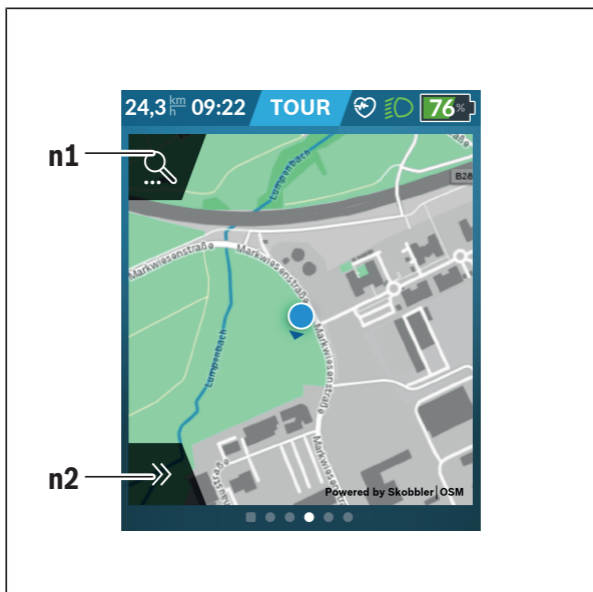 24,3 km/h 09:22 TOUR 76%
n1
Lumpenbach
B28
Markwiesenstraße
Markwiesenstraße
Markwiesenstraße
Lumpenbach
n2
Markwiesenstraße
Powered by Skobbler|OSM